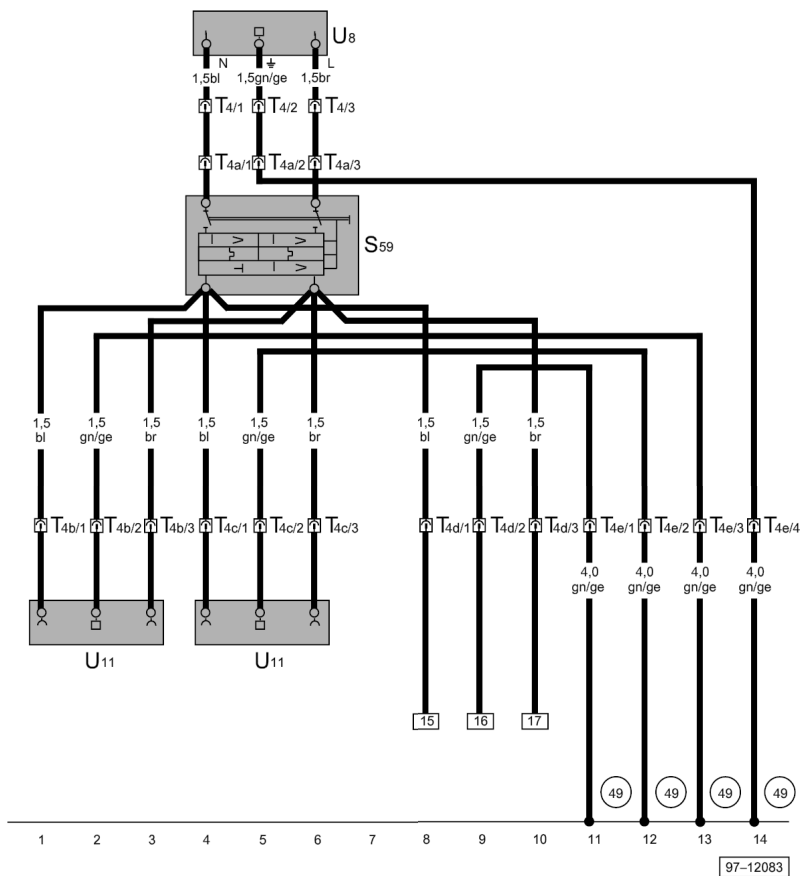 U8
N ⏚ L
1,5bl 1,5gn/ge 1,5br
T4/1 T4/2 T4/3
T4a/1 T4a/2 T4a/3
S59
1,5 1,5 1,5 1,5 1,5 1,5 1,5 1,5 1,5
bl gn/ge br bl gn/ge br bl gn/ge br
T4b/1 T4b/2 T4b/3 T4c/1 T4c/2 T4c/3 T4d/1 T4d/2 T4d/3 T4e/1 T4e/2 T4e/3 T4e/4
4,0 4,0 4,0 4,0
gn/ge gn/ge gn/ge gn/ge
U11 U11
15 16 17
49 49 49 49
1 2 3 4 5 6 7 8 9 10 11 12 13 14
97–12083